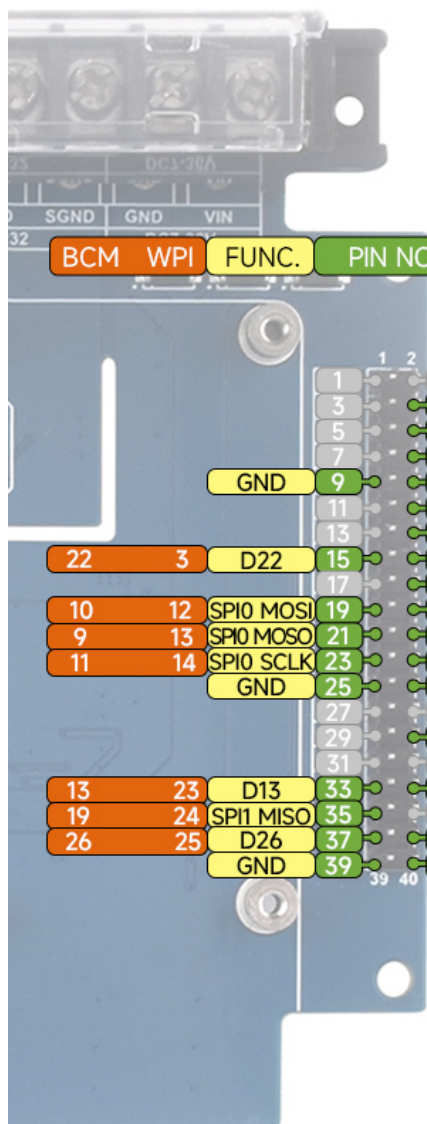 DC7-36V
SGND GND VIN
32
BCM WPI FUNC. PIN NO
1 2
1
3
5
7
GND 9
11
13
22 3 D22 15
17
10 12 SPI0 MOSI 19
9 13 SPI0 MOSO 21
11 14 SPI0 SCLK 23
GND 25
27
29
31
13 23 D13 33
19 24 SPI1 MISO 35
26 25 D26 37
GND 39
39 40